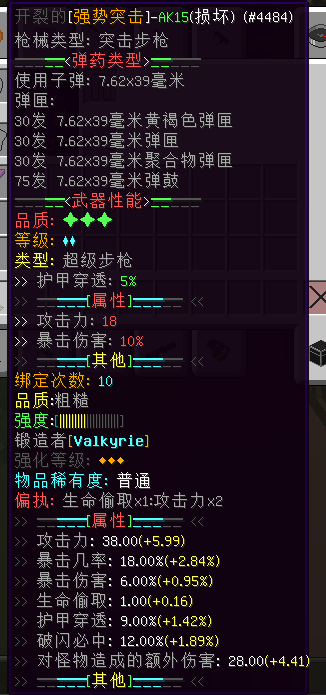 开裂的[强势突击]-AK15(损坏) (#4484)
枪械类型: 突击步枪
<弹药类型>
使用子弹: 7.62x39毫米
弹匣:
30发 7.62x39毫米黄褐色弹匣
30发 7.62x39毫米弹匣
30发 7.62x39毫米聚合物弹匣
75发 7.62x39毫米弹鼓
<武器性能>
品质: ✦✦✦
等级: ♦♦
类型: 超级步枪
>> 护甲穿透: 5%
>> [属性] <<
>> 攻击力: 18
>> 暴击伤害: 10%
>> [其他] <<
绑定次数: 10
品质:粗糙
强度:[||||||||||||||||||||]
锻造者[Valkyrie]
强化等级: ◆◆◆
物品稀有度: 普通
偏执: 生命偷取x1:攻击力x2
>> [属性] <<
>> 攻击力: 38.00(+5.99)
>> 暴击几率: 18.00%(+2.84%)
>> 暴击伤害: 6.00%(+0.95%)
>> 生命偷取: 1.00(+0.16)
>> 护甲穿透: 9.00%(+1.42%)
>> 破闪必中: 12.00%(+1.89%)
>> 对怪物造成的额外伤害: 28.00(+4.41)
>> [其他] <<